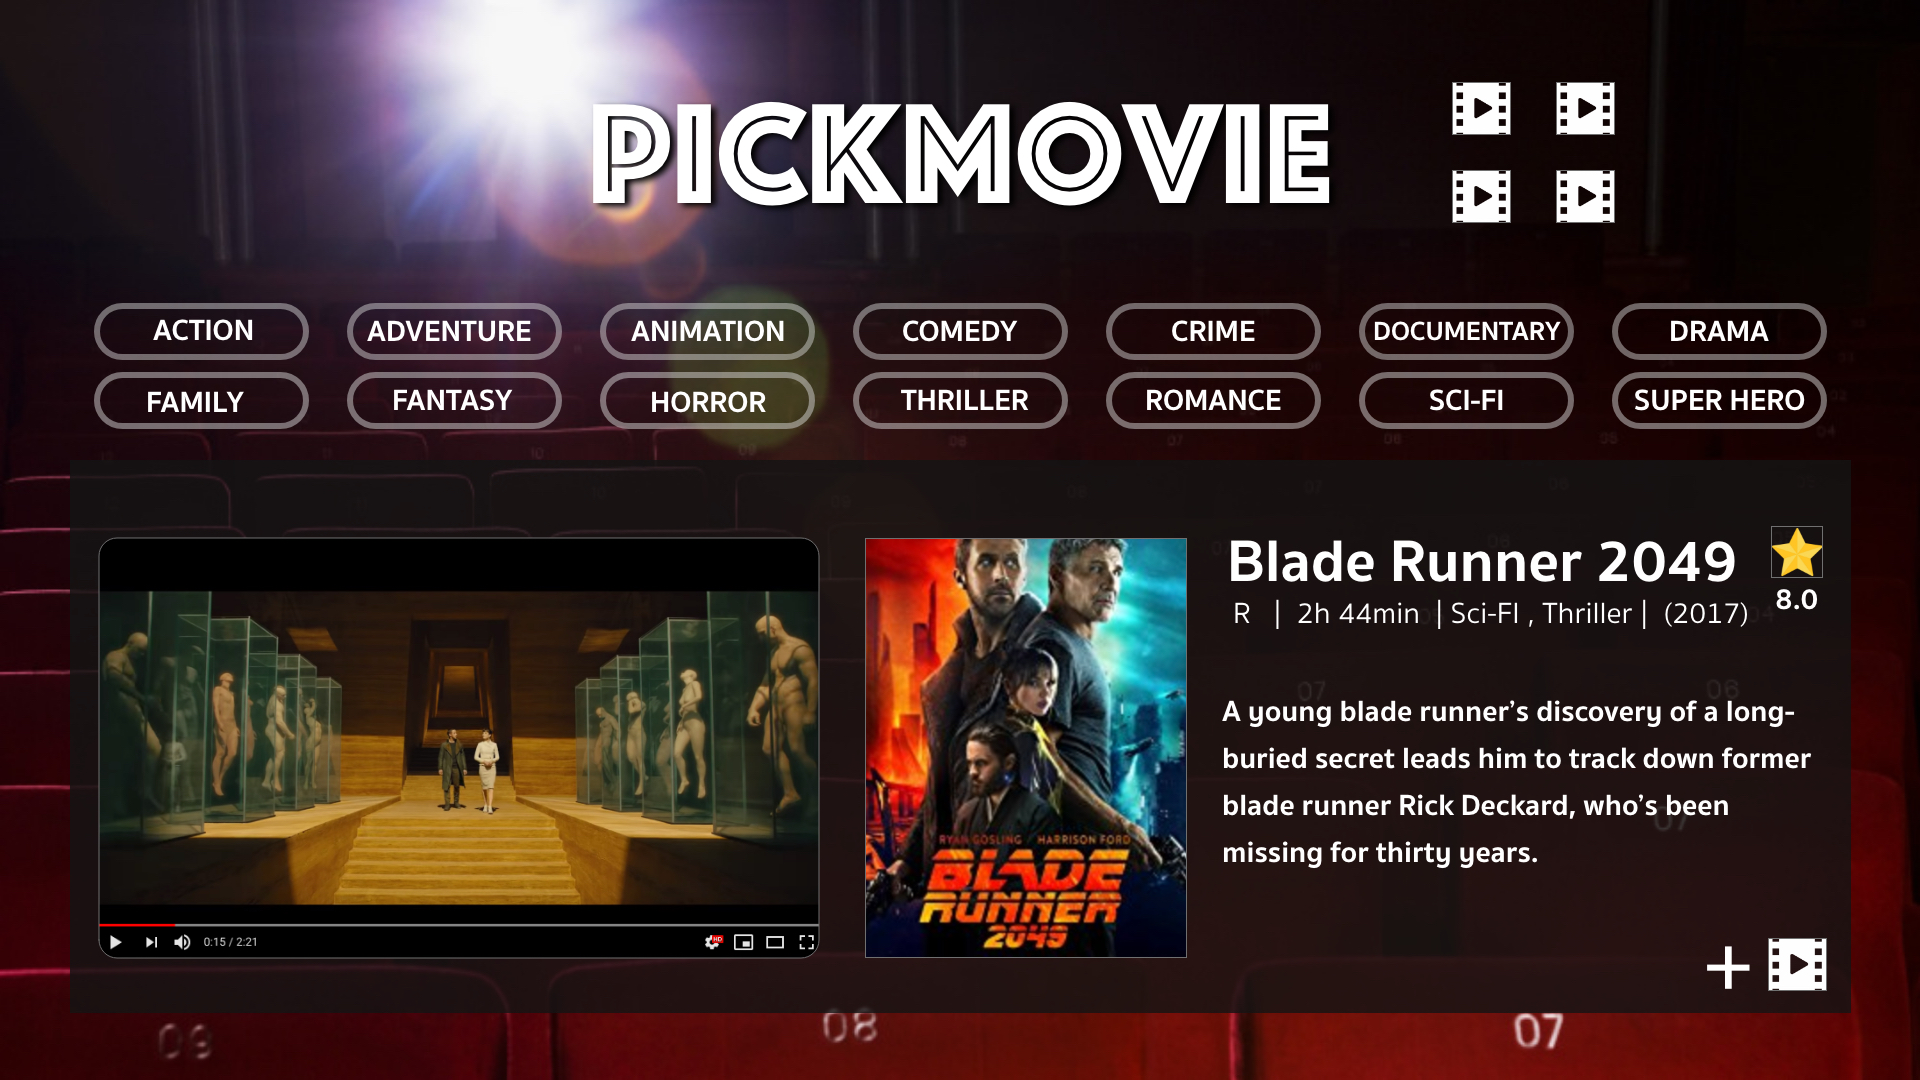 PICKMOVIE
ACTION
ADVENTURE
ANIMATION
COMEDY
CRIME
DOCUMENTARY
DRAMA
FAMILY
FANTASY
HORROR
THRILLER
ROMANCE
SCI-FI
SUPER HERO
Blade Runner 2049
8.0
R | 2h 44min | Sci-FI , Thriller | (2017)
A young blade runner’s discovery of a long-
buried secret leads him to track down former
blade runner Rick Deckard, who’s been
missing for thirty years.
RYAN GOSLING / HARRISON FORD
BLADE
RUNNER
2049
0:15 / 2:21
HD
+
09
08
07